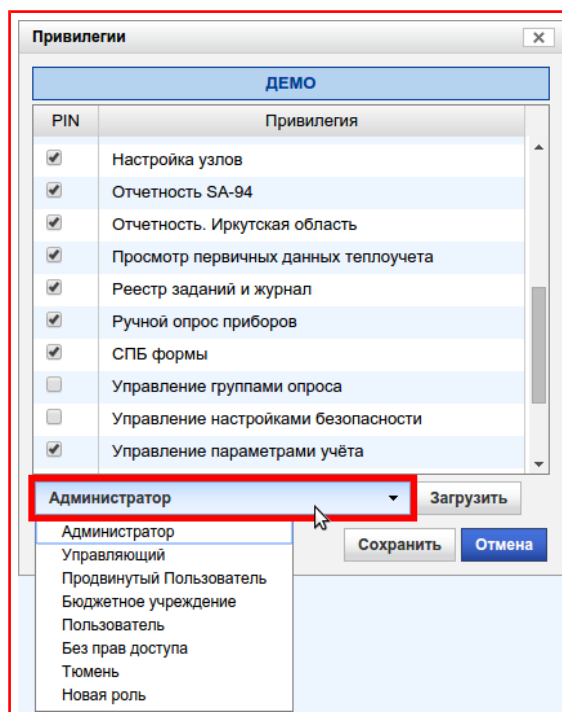 Привилегии
ДЕМО
PIN Привилегия
Настройка узлов
Отчетность SA-94
Отчетность. Иркутская область
Просмотр первичных данных теплоучета
Реестр заданий и журнал
Ручной опрос приборов
СПБ формы
Управление группами опроса
Управление настройками безопасности
Управление параметрами учёта
Администратор Загрузить
Администратор
Сохранить Отмена
Управляющий
Продвинутый Пользователь
Бюджетное учреждение
Пользователь
Без прав доступа
Тюмень
Новая роль